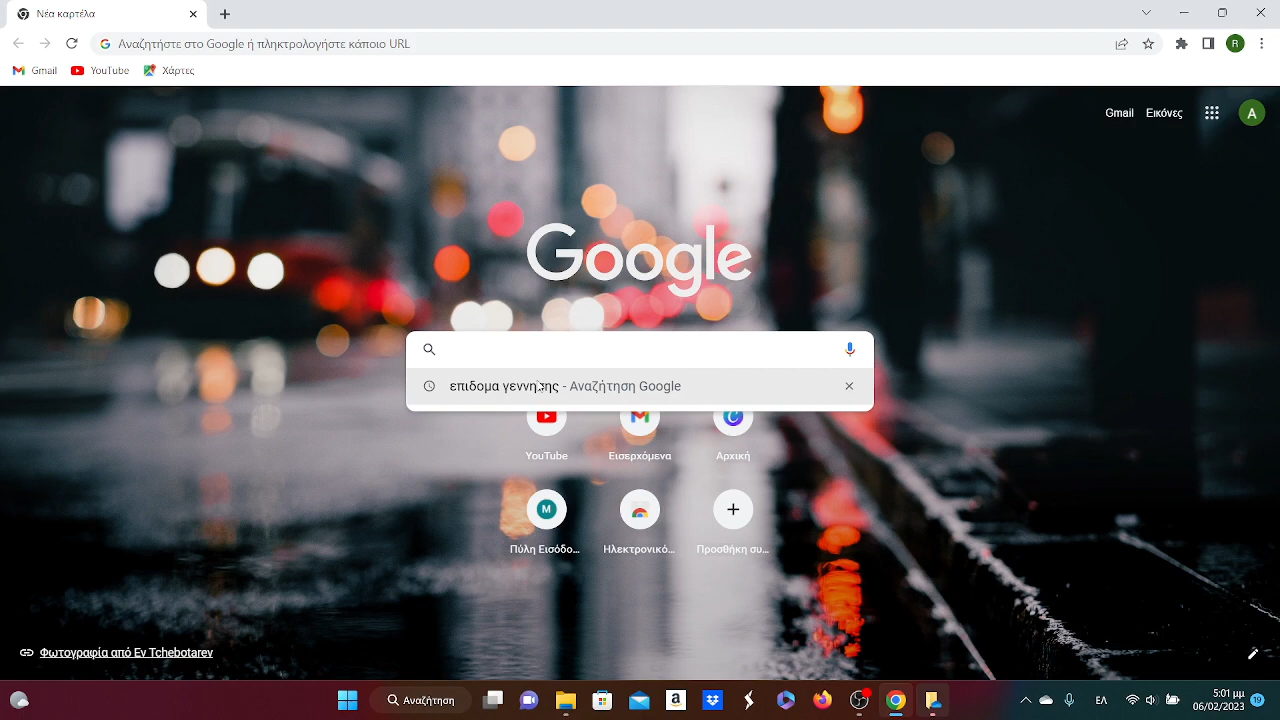 Νέα καρτέλα
Αναζητήστε στο Google ή πληκτρολογήστε κάποιο URL
R
Gmail
YouTube
Χάρτες
Gmail
Εικόνες
A
Google
επιδομα γεννησης - Αναζήτηση Google
YouTube
Εισερχόμενα
Αρχική
M
Πύλη Εισόδο...
Ηλεκτρονικό...
Προσθήκη συ...
Φωτογραφία από Ev Tchebotarev
Αναζήτηση
ΕΛ
5:01 μμ
06/02/2023
19